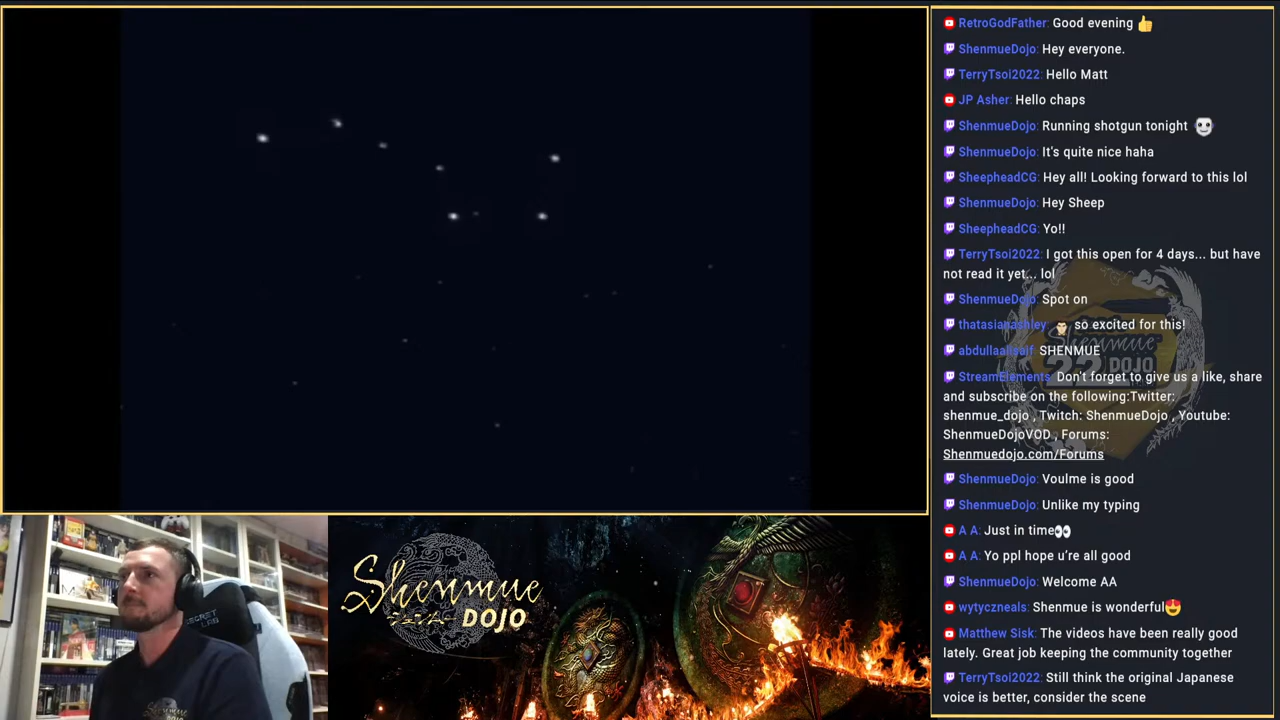 RetroGodFather: Good evening 👍
ShenmueDojo: Hey everyone.
TerryTsoi2022: Hello Matt
JP Asher: Hello chaps
ShenmueDojo: Running shotgun tonight
ShenmueDojo: It's quite nice haha
SheepheadCG: Hey all! Looking forward to this lol
ShenmueDojo: Hey Sheep
SheepheadCG: Yo!!
TerryTsoi2022: I got this open for 4 days... but have
not read it yet... lol
ShenmueDojo: Spot on
thatasianashley: so excited for this!
SHENMUE
StreamElements: Don't forget to give us a like, share
and subscribe on the following:Twitter:
shenmue_dojo , Twitch: ShenmueDojo , Youtube:
ShenmueDojoVOD , Forums:
Shenmuedojo.com/Forums
ShenmueDojo: Voulme is good
ShenmueDojo: Unlike my typing
A A: Just in time👀
A A: Yo ppl hope u're all good
ShenmueDojo: Welcome AA
wytyczneals: Shenmue is wonderful😍
Matthew Sisk: The videos have been really good
lately. Great job keeping the community together
TerryTsoi2022: Still think the original Japanese
voice is better, consider the scene
Shenmue
22 DOJO
SECRET
LAB
Shenmue
DOJO